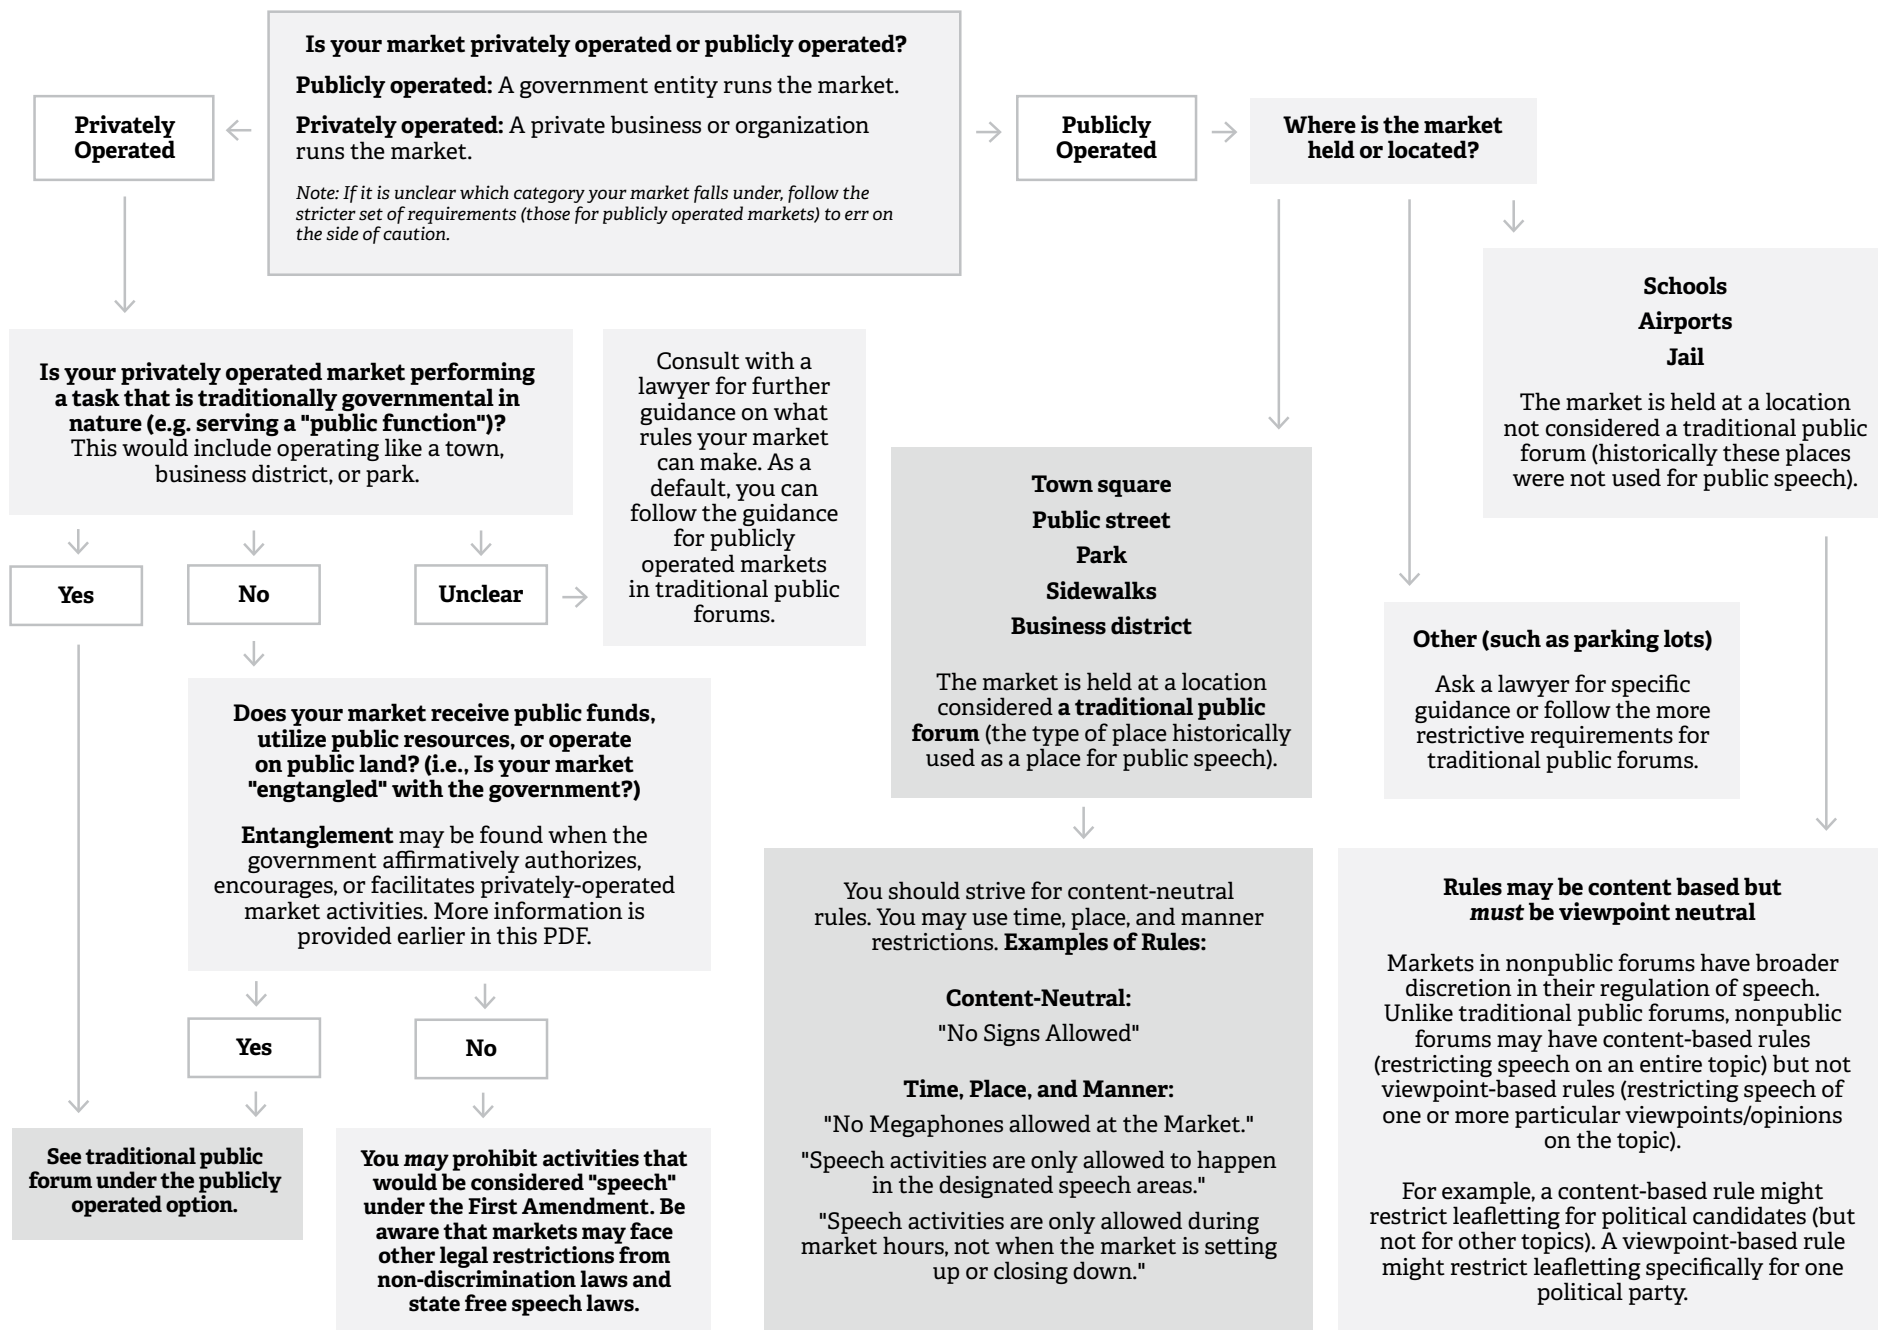 Is your market privately operated or publicly operated?
Publicly operated: A government entity runs the market.
Privately operated: A private business or organization
runs the market.
Note: If it is unclear which category your market falls under, follow the
stricter set of requirements (those for publicly operated markets) to err on
the side of caution.
Privately
Operated
Publicly
Operated
Where is the market
held or located?
Is your privately operated market performing
a task that is traditionally governmental in
nature (e.g. serving a "public function")?
This would include operating like a town,
business district, or park.
Yes
No
Unclear
Consult with a
lawyer for further
guidance on what
rules your market
can make. As a
default, you can
follow the guidance
for publicly
operated markets
in traditional public
forums.
Does your market receive public funds,
utilize public resources, or operate
on public land? (i.e., Is your market
"engtangled" with the government?)
Entanglement may be found when the
government affirmatively authorizes,
encourages, or facilitates privately-operated
market activities. More information is
provided earlier in this PDF.
Yes
No
See traditional public
forum under the publicly
operated option.
You may prohibit activities that
would be considered "speech"
under the First Amendment. Be
aware that markets may face
other legal restrictions from
non-discrimination laws and
state free speech laws.
Town square
Public street
Park
Sidewalks
Business district
The market is held at a location
considered a traditional public
forum (the type of place historically
used as a place for public speech).
You should strive for content-neutral
rules. You may use time, place, and manner
restrictions. Examples of Rules:
Content-Neutral:
"No Signs Allowed"
Time, Place, and Manner:
"No Megaphones allowed at the Market."
"Speech activities are only allowed to happen
in the designated speech areas."
"Speech activities are only allowed during
market hours, not when the market is setting
up or closing down."
Other (such as parking lots)
Ask a lawyer for specific
guidance or follow the more
restrictive requirements for
traditional public forums.
Schools
Airports
Jail
The market is held at a location
not considered a traditional public
forum (historically these places
were not used for public speech).
Rules may be content based but
must be viewpoint neutral
Markets in nonpublic forums have broader
discretion in their regulation of speech.
Unlike traditional public forums, nonpublic
forums may have content-based rules
(restricting speech on an entire topic) but not
viewpoint-based rules (restricting speech of
one or more particular viewpoints/opinions
on the topic).
For example, a content-based rule might
restrict leafletting for political candidates (but
not for other topics). A viewpoint-based rule
might restrict leafletting specifically for one
political party.